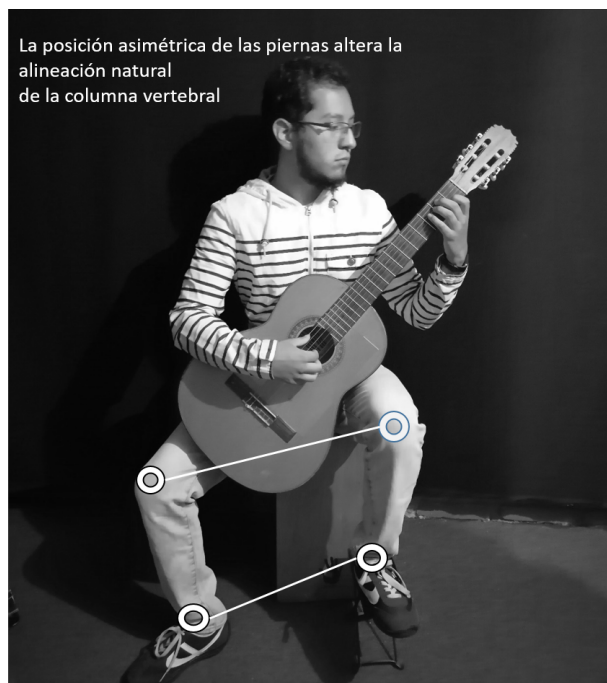 La posición asimétrica de las piernas altera la
alineación natural
de la columna vertebral